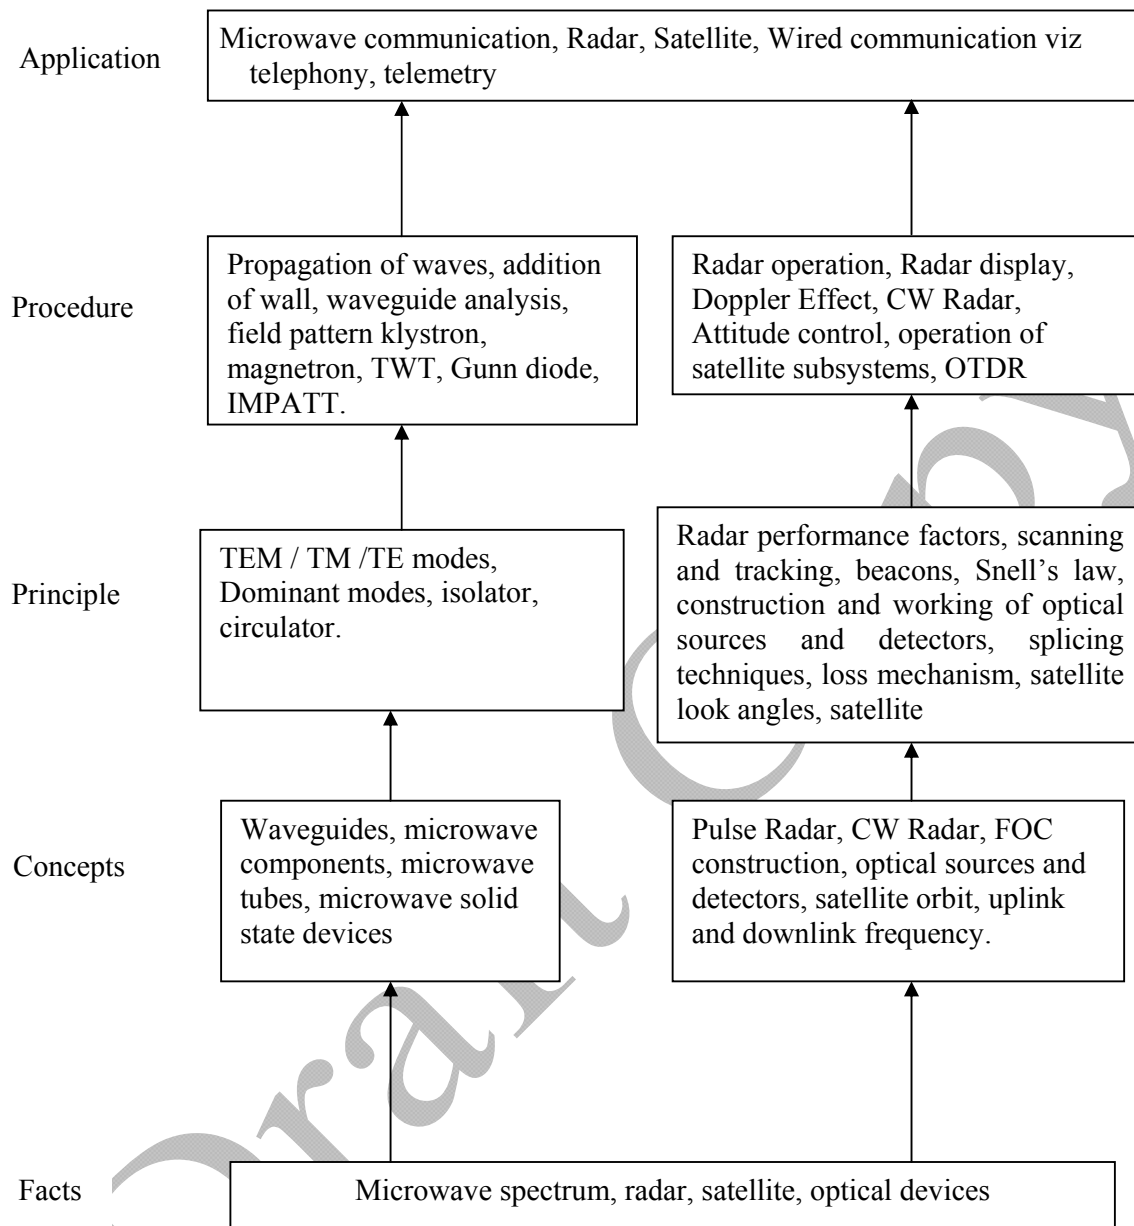 Application
Microwave communication, Radar, Satellite, Wired communication viz
telephony, telemetry
Procedure
Propagation of waves, addition
of wall, waveguide analysis,
field pattern klystron,
magnetron, TWT, Gunn diode,
IMPATT.
Radar operation, Radar display,
Doppler Effect, CW Radar,
Attitude control, operation of
satellite subsystems, OTDR
Principle
TEM / TM /TE modes,
Dominant modes, isolator,
circulator.
Radar performance factors, scanning
and tracking, beacons, Snell’s law,
construction and working of optical
sources and detectors, splicing
techniques, loss mechanism, satellite
look angles, satellite
Concepts
Waveguides, microwave
components, microwave
tubes, microwave solid
state devices
Pulse Radar, CW Radar, FOC
construction, optical sources and
detectors, satellite orbit, uplink
and downlink frequency.
Facts
Microwave spectrum, radar, satellite, optical devices
Draft Copy